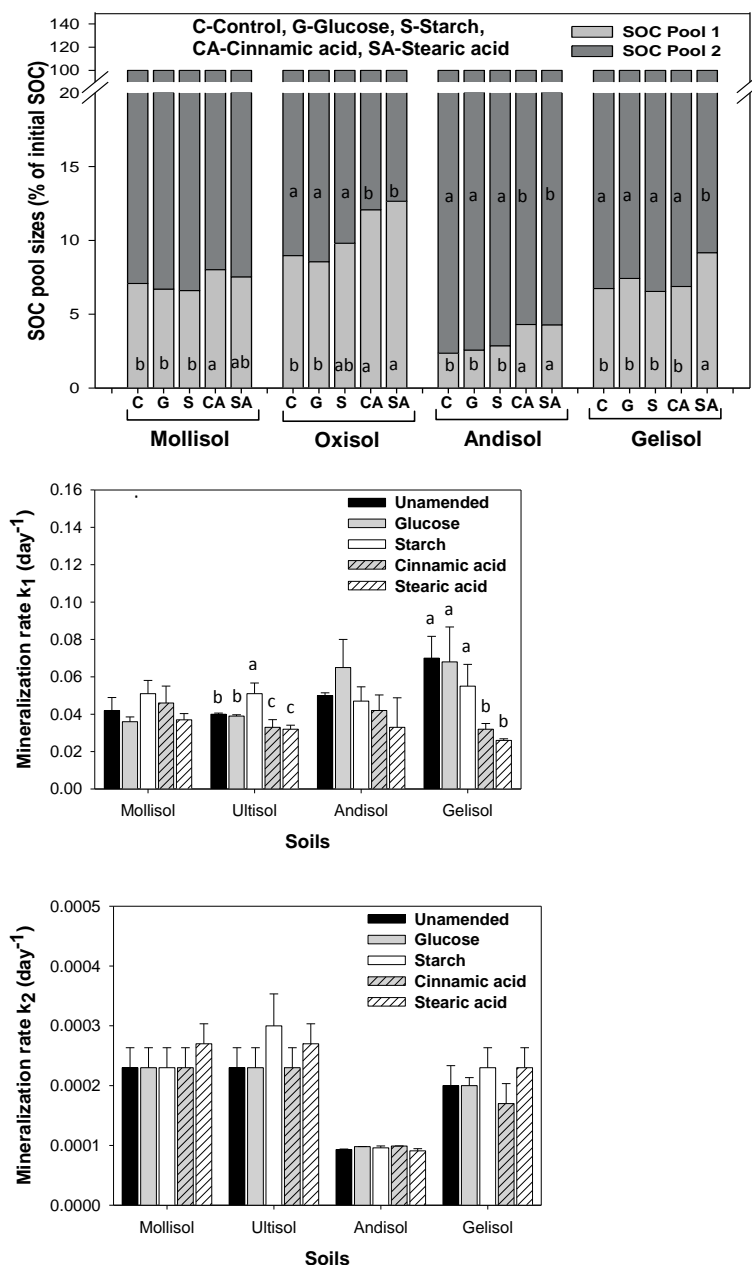 C-Control, G-Glucose, S-Starch,
CA-Cinnamic acid, SA-Stearic acid
SOC Pool 1
SOC Pool 2
SOC pool sizes (% of initial SOC)
140
120
100
20
15
10
5
0
a a a b b a a a b b a a a a b
b b b a ab b b ab a a b b b a a b b b b a
C G S CA SA C G S CA SA C G S CA SA C G S CA SA
Mollisol Oxisol Andisol Gelisol
Mineralization rate k1 (day-1)
0.16
0.14
0.12
0.10
0.08
0.06
0.04
0.02
0.00
Unamended
Glucose
Starch
Cinnamic acid
Stearic acid
b b a c c a a a b b
Mollisol Ultisol Andisol Gelisol
Soils
Mineralization rate k2 (day-1)
0.0005
0.0004
0.0003
0.0002
0.0001
0.0000
Unamended
Glucose
Starch
Cinnamic acid
Stearic acid
Mollisol Ultisol Andisol Gelisol
Soils